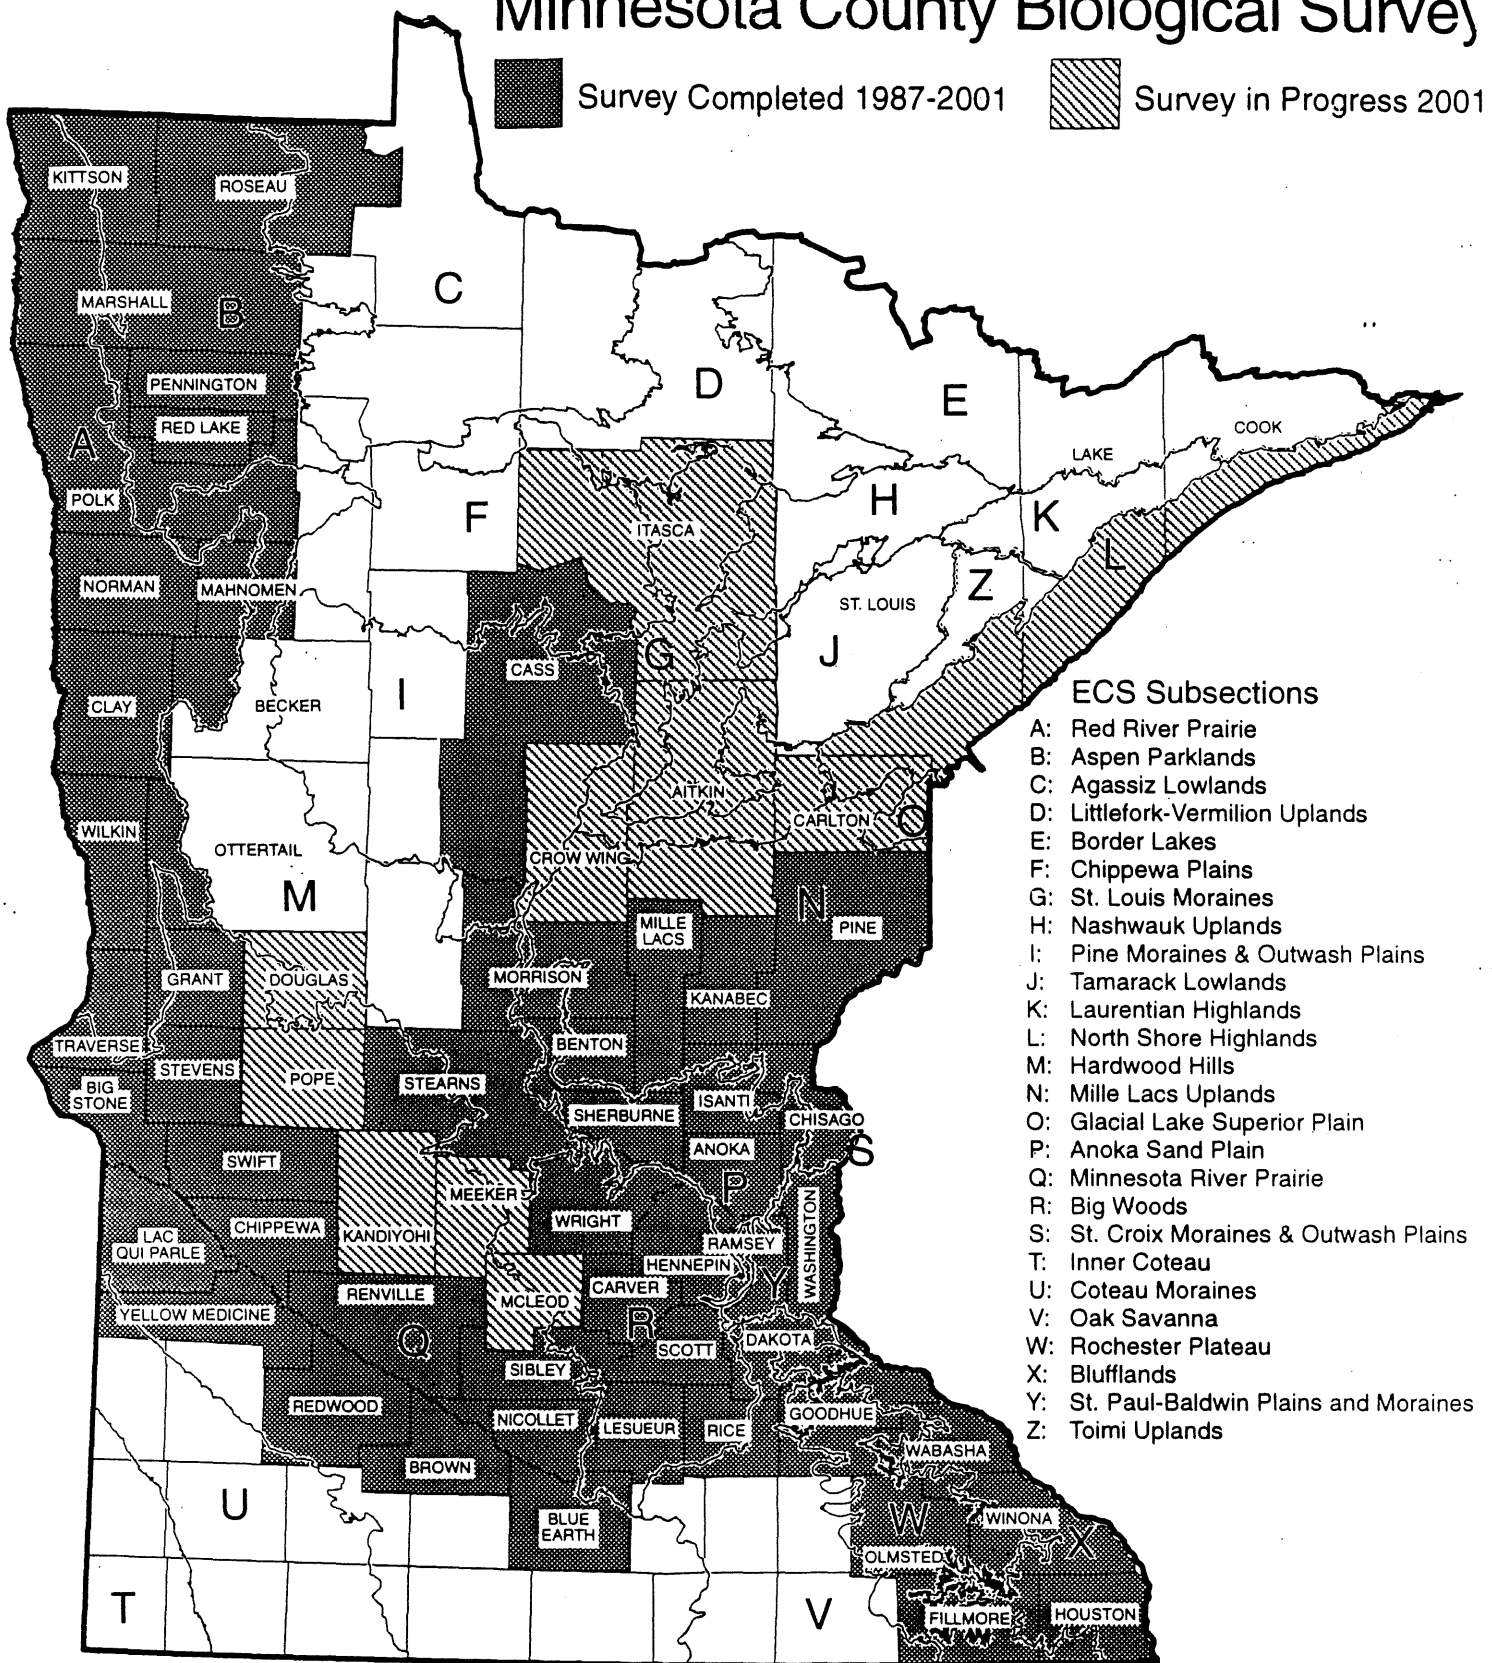 Minnesota County Biological Survey
Survey Completed 1987-2001
Survey in Progress 2001
KITTSON
ROSEAU
C
MARSHALL
B
D
PENNINGTON
E
RED LAKE
COOK
A
LAKE
POLK
H
F
K
ITASCA
L
NORMAN
MAHNOMEN
Z
ST. LOUIS
G
J
CASS
I
CLAY
BECKER
AITKIN
WILKIN
CARLTON
O
OTTERTAIL
CROW WING
M
N
MILLE
LACS
PINE
GRANT
DOUGLAS
MORRISON
KANABEC
TRAVERSE
BENTON
STEVENS
POPE
STEARNS
BIG
STONE
ISANTI
SHERBURNE
CHISAGO
ANOKA
S
SWIFT
P
MEEKER
WRIGHT
WASHINGTON
CHIPPEWA
KANDIYOHI
LAC
QUI PARLE
RAMSEY
HENNEPIN
Y
RENVILLE
CARVER
MCLEOD
YELLOW MEDICINE
R
Q
DAKOTA
SCOTT
SIBLEY
REDWOOD
NICOLLET
LESUEUR
RICE
GOODHUE
WABASHA
BROWN
U
BLUE
EARTH
W
WINONA
X
OLMSTED
T
V
FILLMORE
HOUSTON
ECS Subsections
A: Red River Prairie
B: Aspen Parklands
C: Agassiz Lowlands
D: Littlefork-Vermilion Uplands
E: Border Lakes
F: Chippewa Plains
G: St. Louis Moraines
H: Nashwauk Uplands
I: Pine Moraines & Outwash Plains
J: Tamarack Lowlands
K: Laurentian Highlands
L: North Shore Highlands
M: Hardwood Hills
N: Mille Lacs Uplands
O: Glacial Lake Superior Plain
P: Anoka Sand Plain
Q: Minnesota River Prairie
R: Big Woods
S: St. Croix Moraines & Outwash Plains
T: Inner Coteau
U: Coteau Moraines
V: Oak Savanna
W: Rochester Plateau
X: Blufflands
Y: St. Paul-Baldwin Plains and Moraines
Z: Toimi Uplands